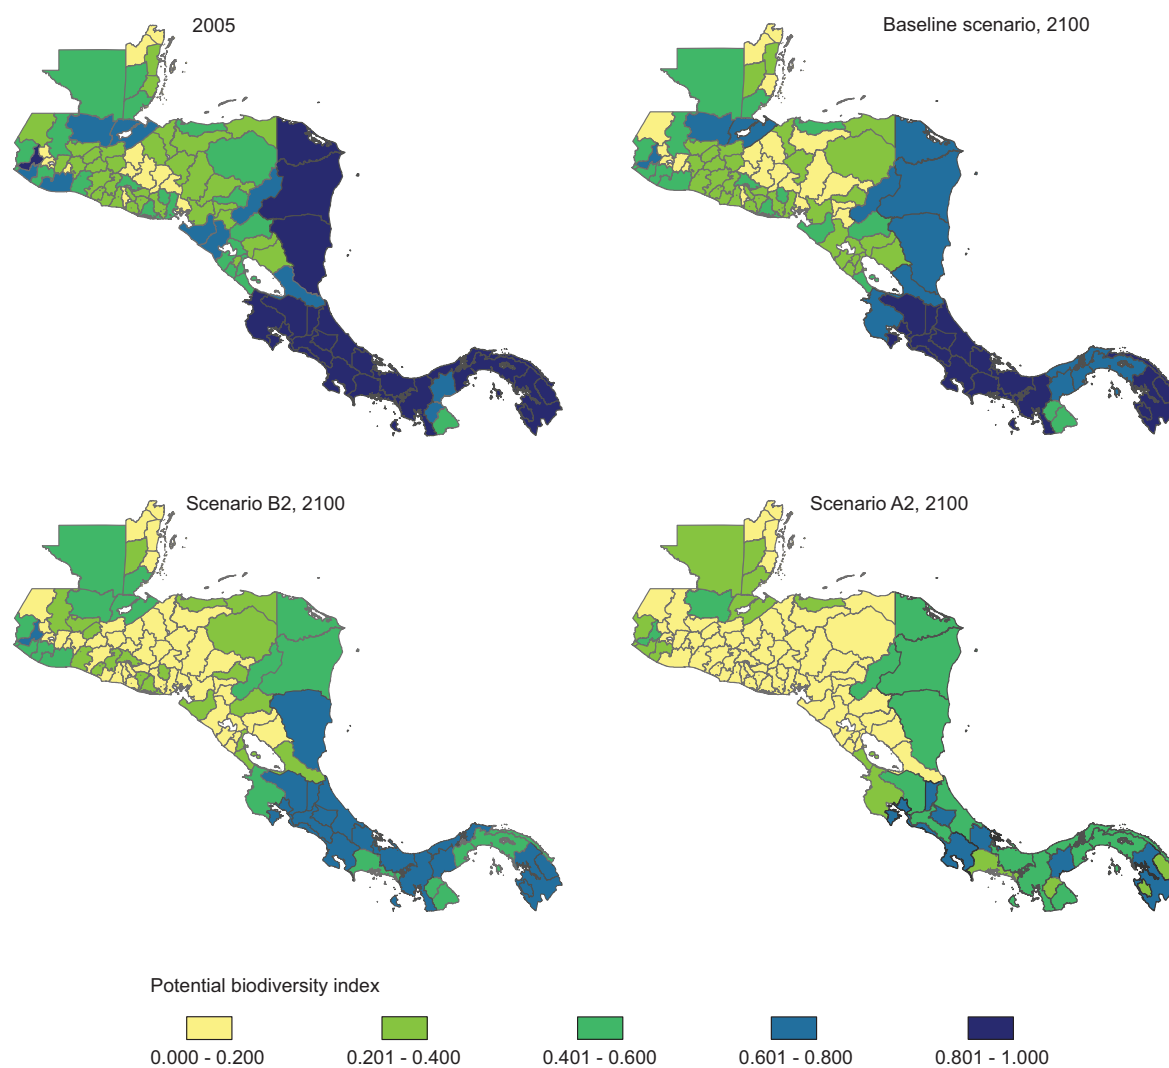 2005
Baseline scenario, 2100
Scenario B2, 2100
Scenario A2, 2100
Potential biodiversity index
0.000 - 0.200
0.201 - 0.400
0.401 - 0.600
0.601 - 0.800
0.801 - 1.000